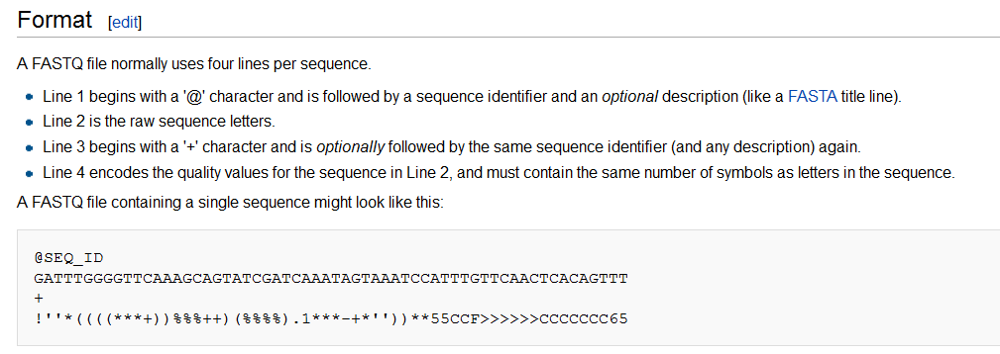 Format [edit]
A FASTQ file normally uses four lines per sequence.
Line 1 begins with a '@' character and is followed by a sequence identifier and an optional description (like a FASTA title line).
Line 2 is the raw sequence letters.
Line 3 begins with a '+' character and is optionally followed by the same sequence identifier (and any description) again.
Line 4 encodes the quality values for the sequence in Line 2, and must contain the same number of symbols as letters in the sequence.
A FASTQ file containing a single sequence might look like this:
@SEQ_ID
GATTTGGGGTTCAAAGCAGTATCGATCAAATAGTAAATCCATTTGTTCAACTCACAGTTT
+
!''*((((***+))%%%++)(%%%%).1***-+*''))**55CCF>>>>>>CCCCCCC65